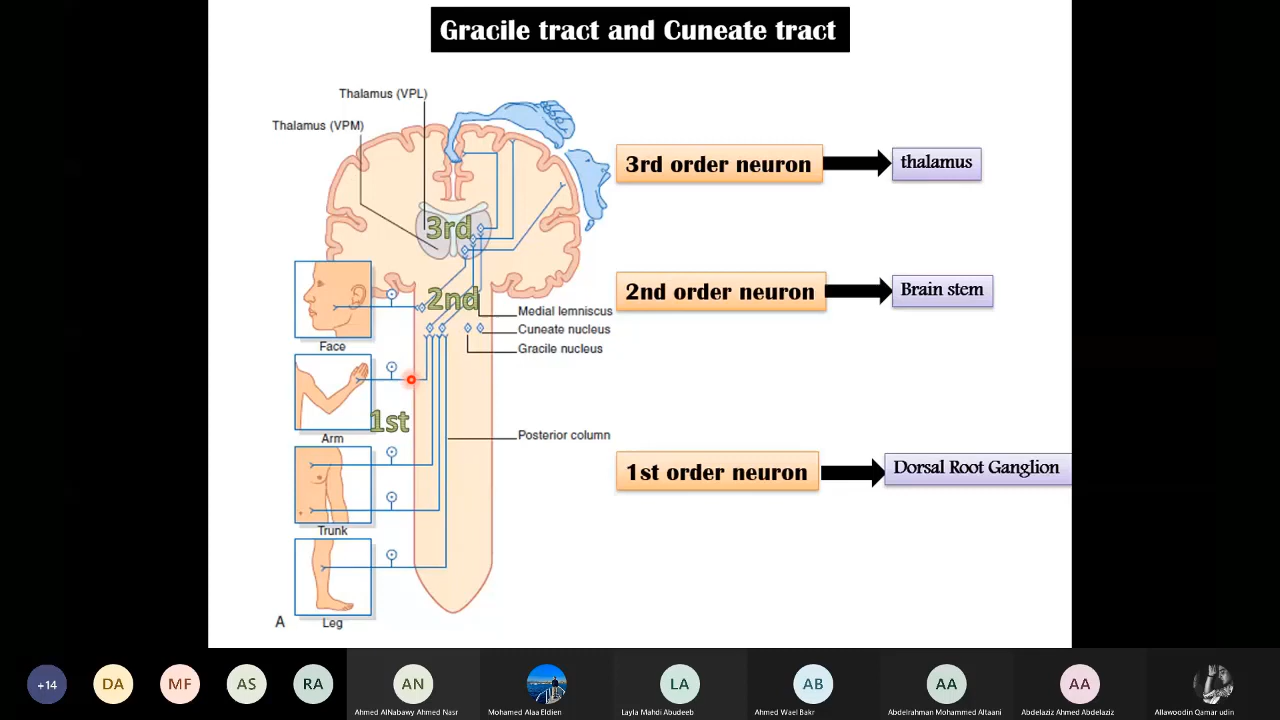 Gracile tract and Cuneate tract
Thalamus (VPL)
Thalamus (VPM)
3rd order neuron
thalamus
3rd
2nd order neuron
Brain stem
2nd
Medial lemniscus
Cuneate nucleus
Gracile nucleus
Face
1st
Arm
Posterior column
1st order neuron
Dorsal Root Ganglion
Trunk
A
Leg
+14
DA
MF
AS
RA
AN
LA
AB
AA
AA
Ahmed AlNabawy Ahmed Nasr
Mohamed Alaa Eldien
Layla Mahdi Abudeeb
Ahmed Wael Bakr
Abdelrahman Mohammed Altaani
Abdelaziz Ahmed Abdelaziz
Allawoodin Qamar udin